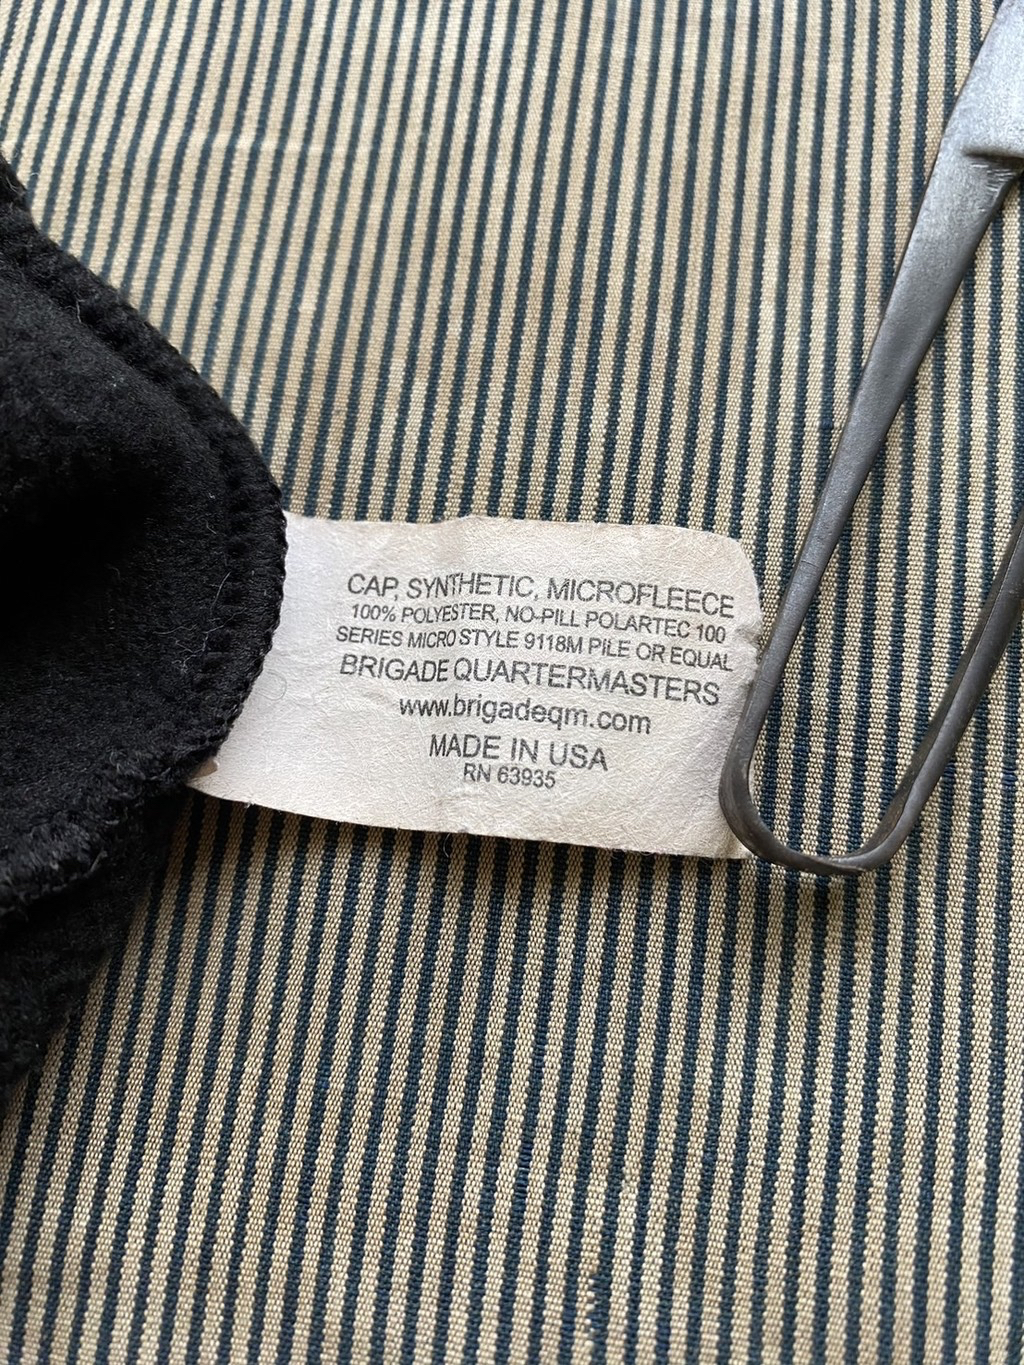 CAP, SYNTHETIC, MICROFLEECE
100% POLYESTER, NO-PILL POLARTEC 100
SERIES MICRO STYLE 9118M PILE OR EQUAL
BRIGADE QUARTERMASTERS
www.brigadeqm.com
MADE IN USA
RN 63935